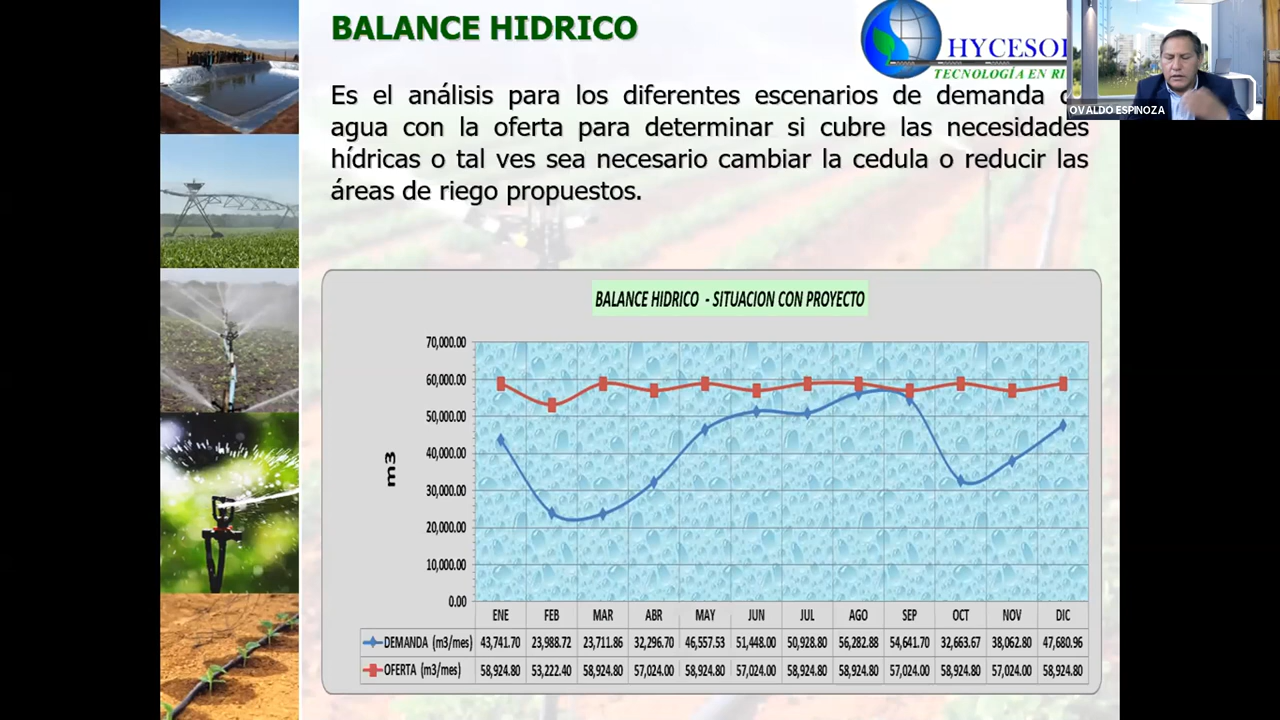 BALANCE HIDRICO
HYCESO
TECNOLOGÍA EN RI
OVALDO ESPINOZA
Es el análisis para los diferentes escenarios de demanda
agua con la oferta para determinar si cubre las necesidades
hídricas o tal ves sea necesario cambiar la cedula o reducir las
áreas de riego propuestos.
BALANCE HIDRICO - SITUACION CON PROYECTO
m3
70,000.00
60,000.00
50,000.00
40,000.00
30,000.00
20,000.00
10,000.00
0.00
ENE FEB MAR ABR MAY JUN JUL AGO SEP OCT NOV DIC
DEMANDA (m3/mes) 43,741.70 23,988.72 23,711.86 32,296.70 46,557.53 51,448.00 50,928.80 56,282.88 54,641.70 32,663.67 38,062.80 47,680.96
OFERTA (m3/mes) 58,924.80 53,222.40 58,924.80 57,024.00 58,924.80 57,024.00 58,924.80 58,924.80 57,024.00 58,924.80 57,024.00 58,924.80